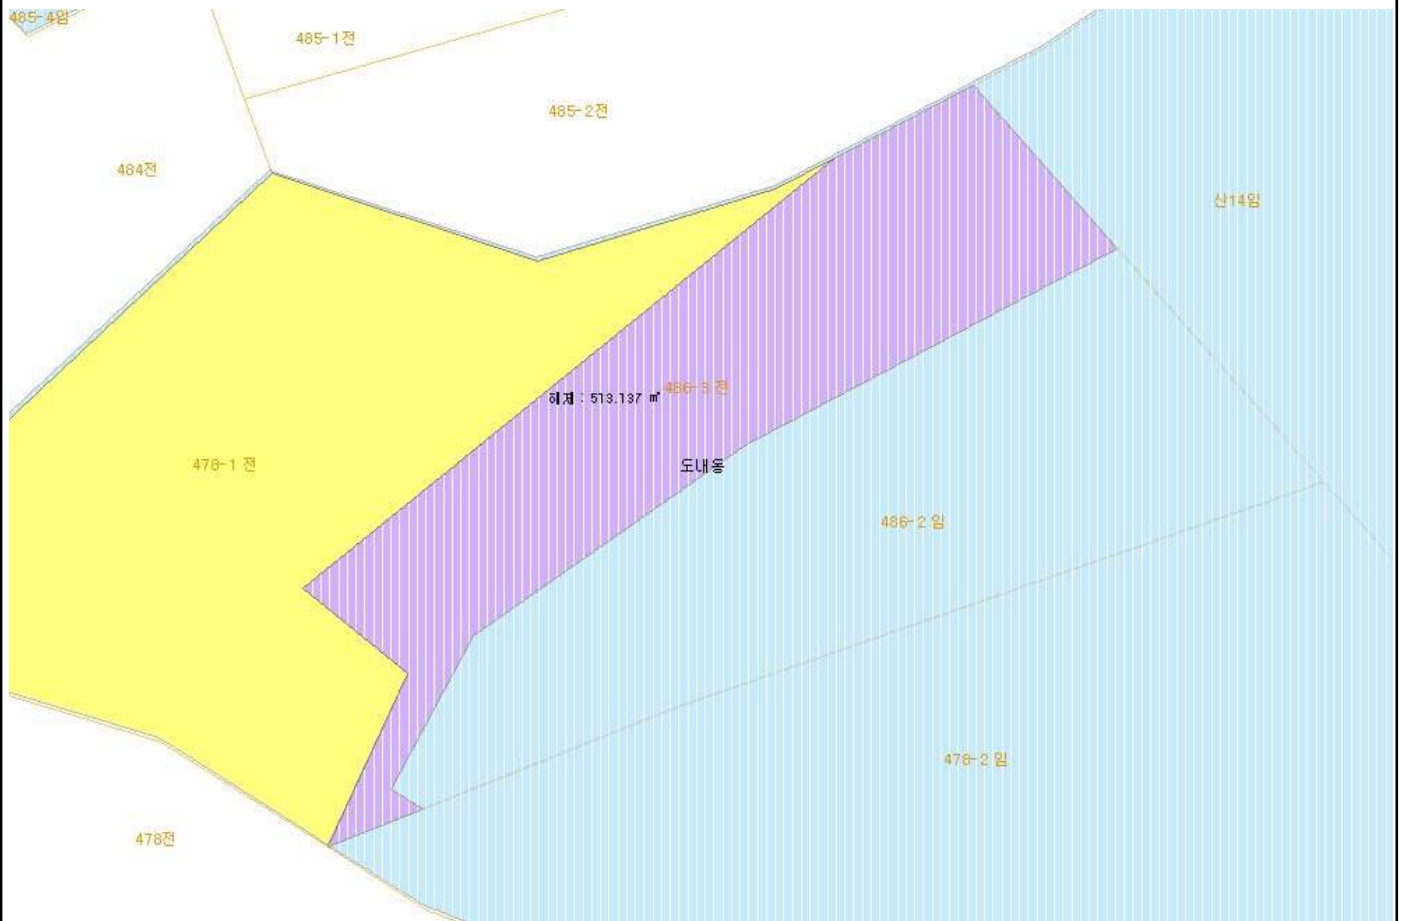 485-4임
485-1전
485-2전
484전
산14임
486-3 전
해제 : 513.137 ㎡
478-1 전
도내동
486-2 임
478-2 임
478전